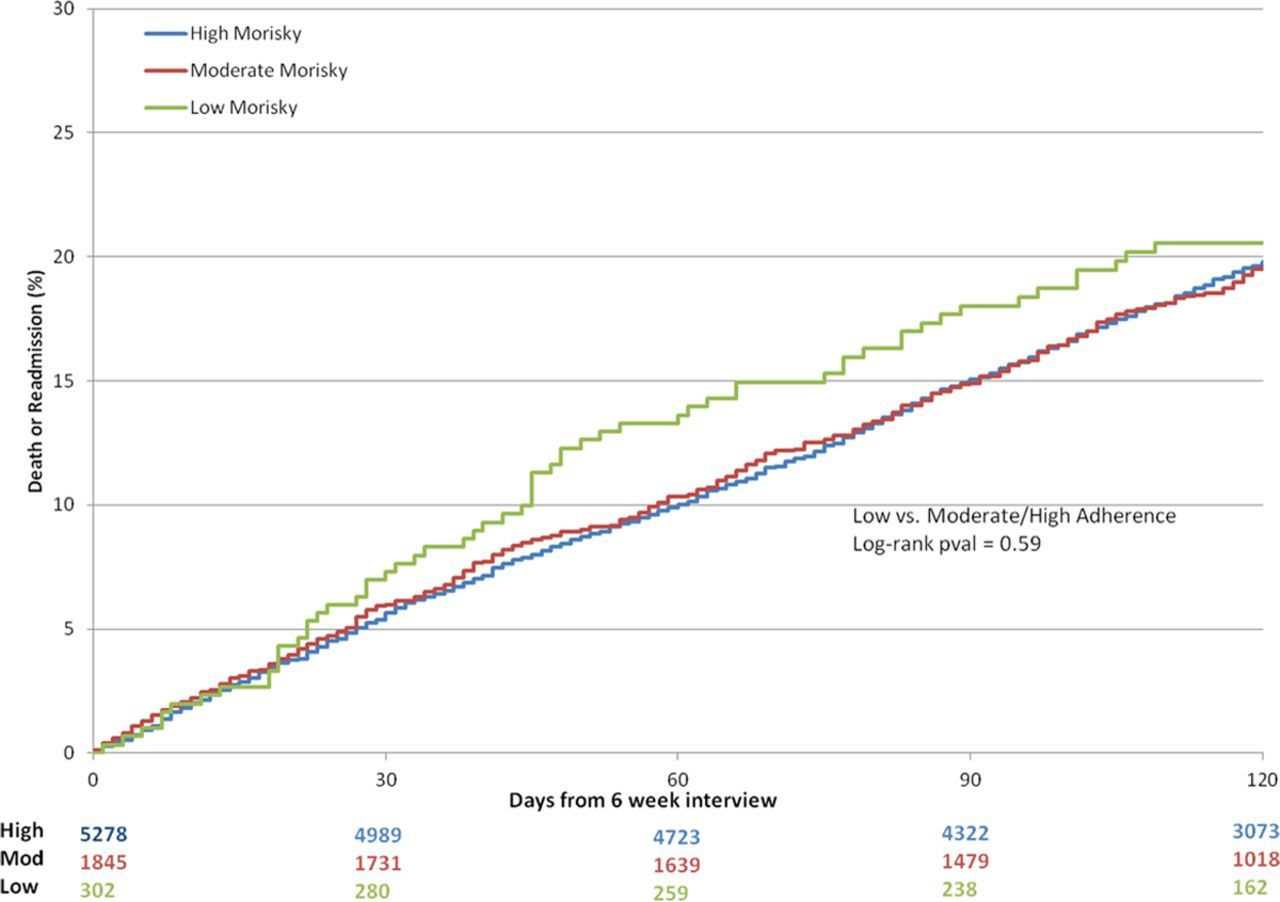 30
High Morisky
Moderate Morisky
Low Morisky
25
20
15
10
5
0
Death or Readmission (%)
Low vs. Moderate/High Adherence
Log-rank pval = 0.59
0 30 60 90 120
Days from 6 week interview
High 5278 4989 4723 4322 3073
Mod 1845 1731 1639 1479 1018
Low 302 280 259 238 162